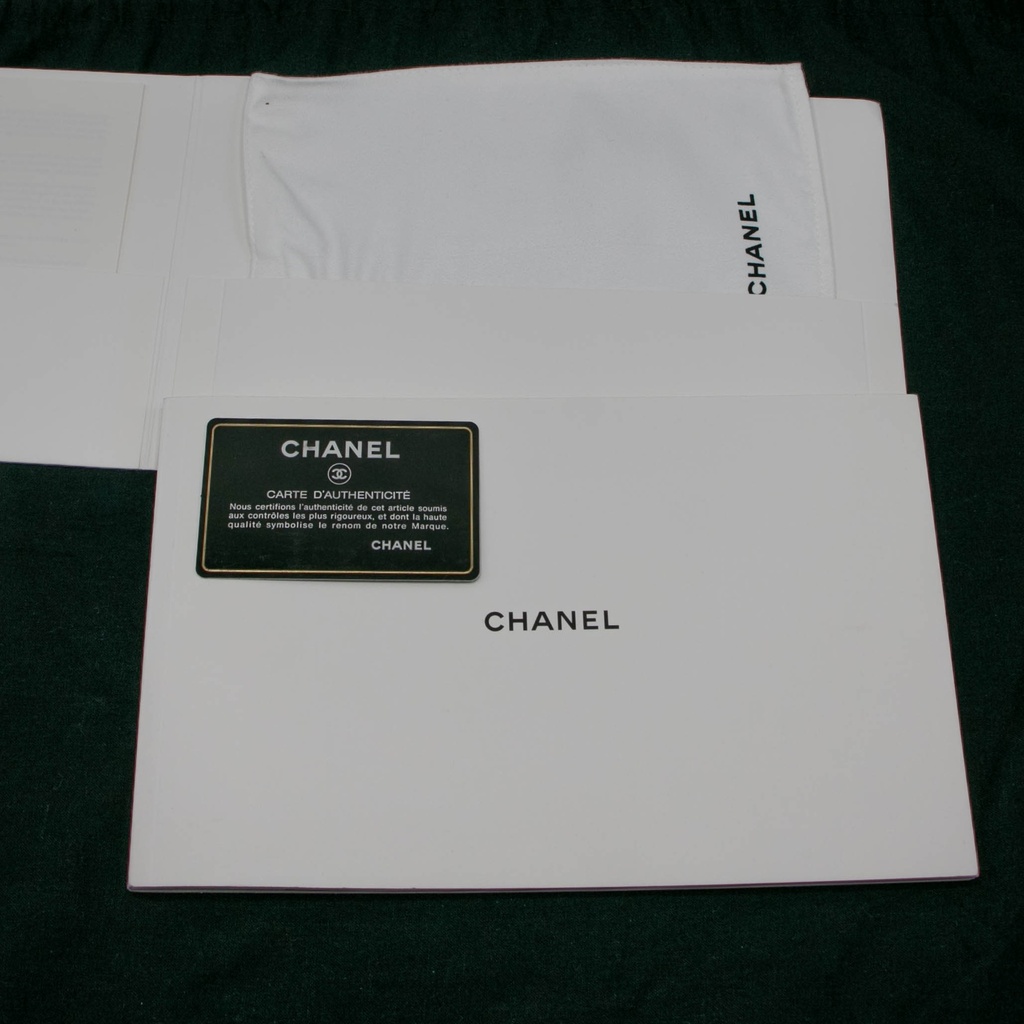 CHANEL
CHANEL
CARTE D'AUTHENTICITÉ
Nous certifions l'authenticité de cet article soumis
aux contrôles les plus rigoureux, et dont la haute
qualité symbolise le renom de notre Marque.
CHANEL
CHANEL